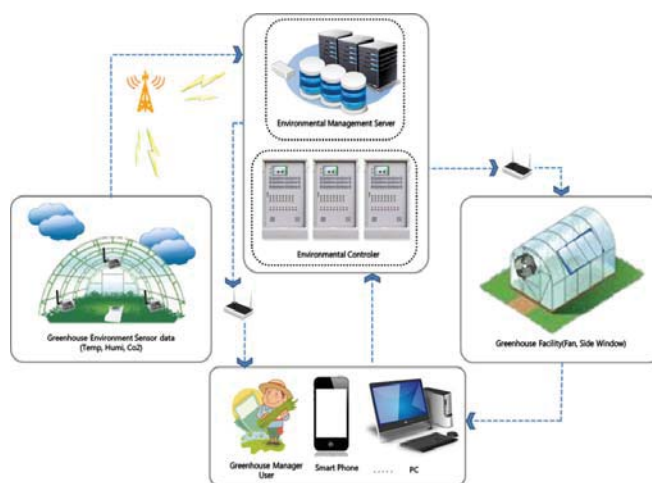 Environmental Management Server
Environmental Controler
Greenhouse Environment Sensor data
(Temp, Humi, Co2)
Greenhouse Facility(Fan, Side Window)
Greenhouse Manager
User
Smart Phone
.....
PC